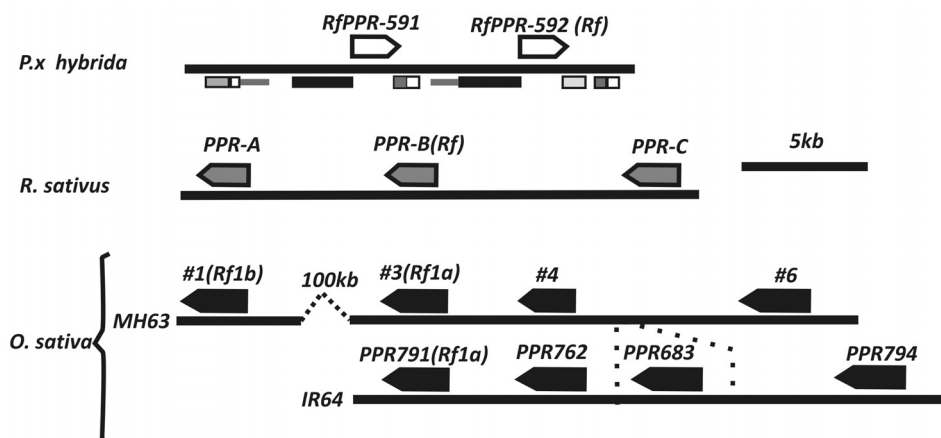 RfPPR-591 RfPPR-592 (Rf)
P.x hybrida
PPR-A PPR-B(Rf) PPR-C 5kb
R. sativus
#1(Rf1b) 100kb #3(Rf1a) #4 #6
MH63
O. sativa
PPR791(Rf1a) PPR762 PPR683 PPR794
IR64